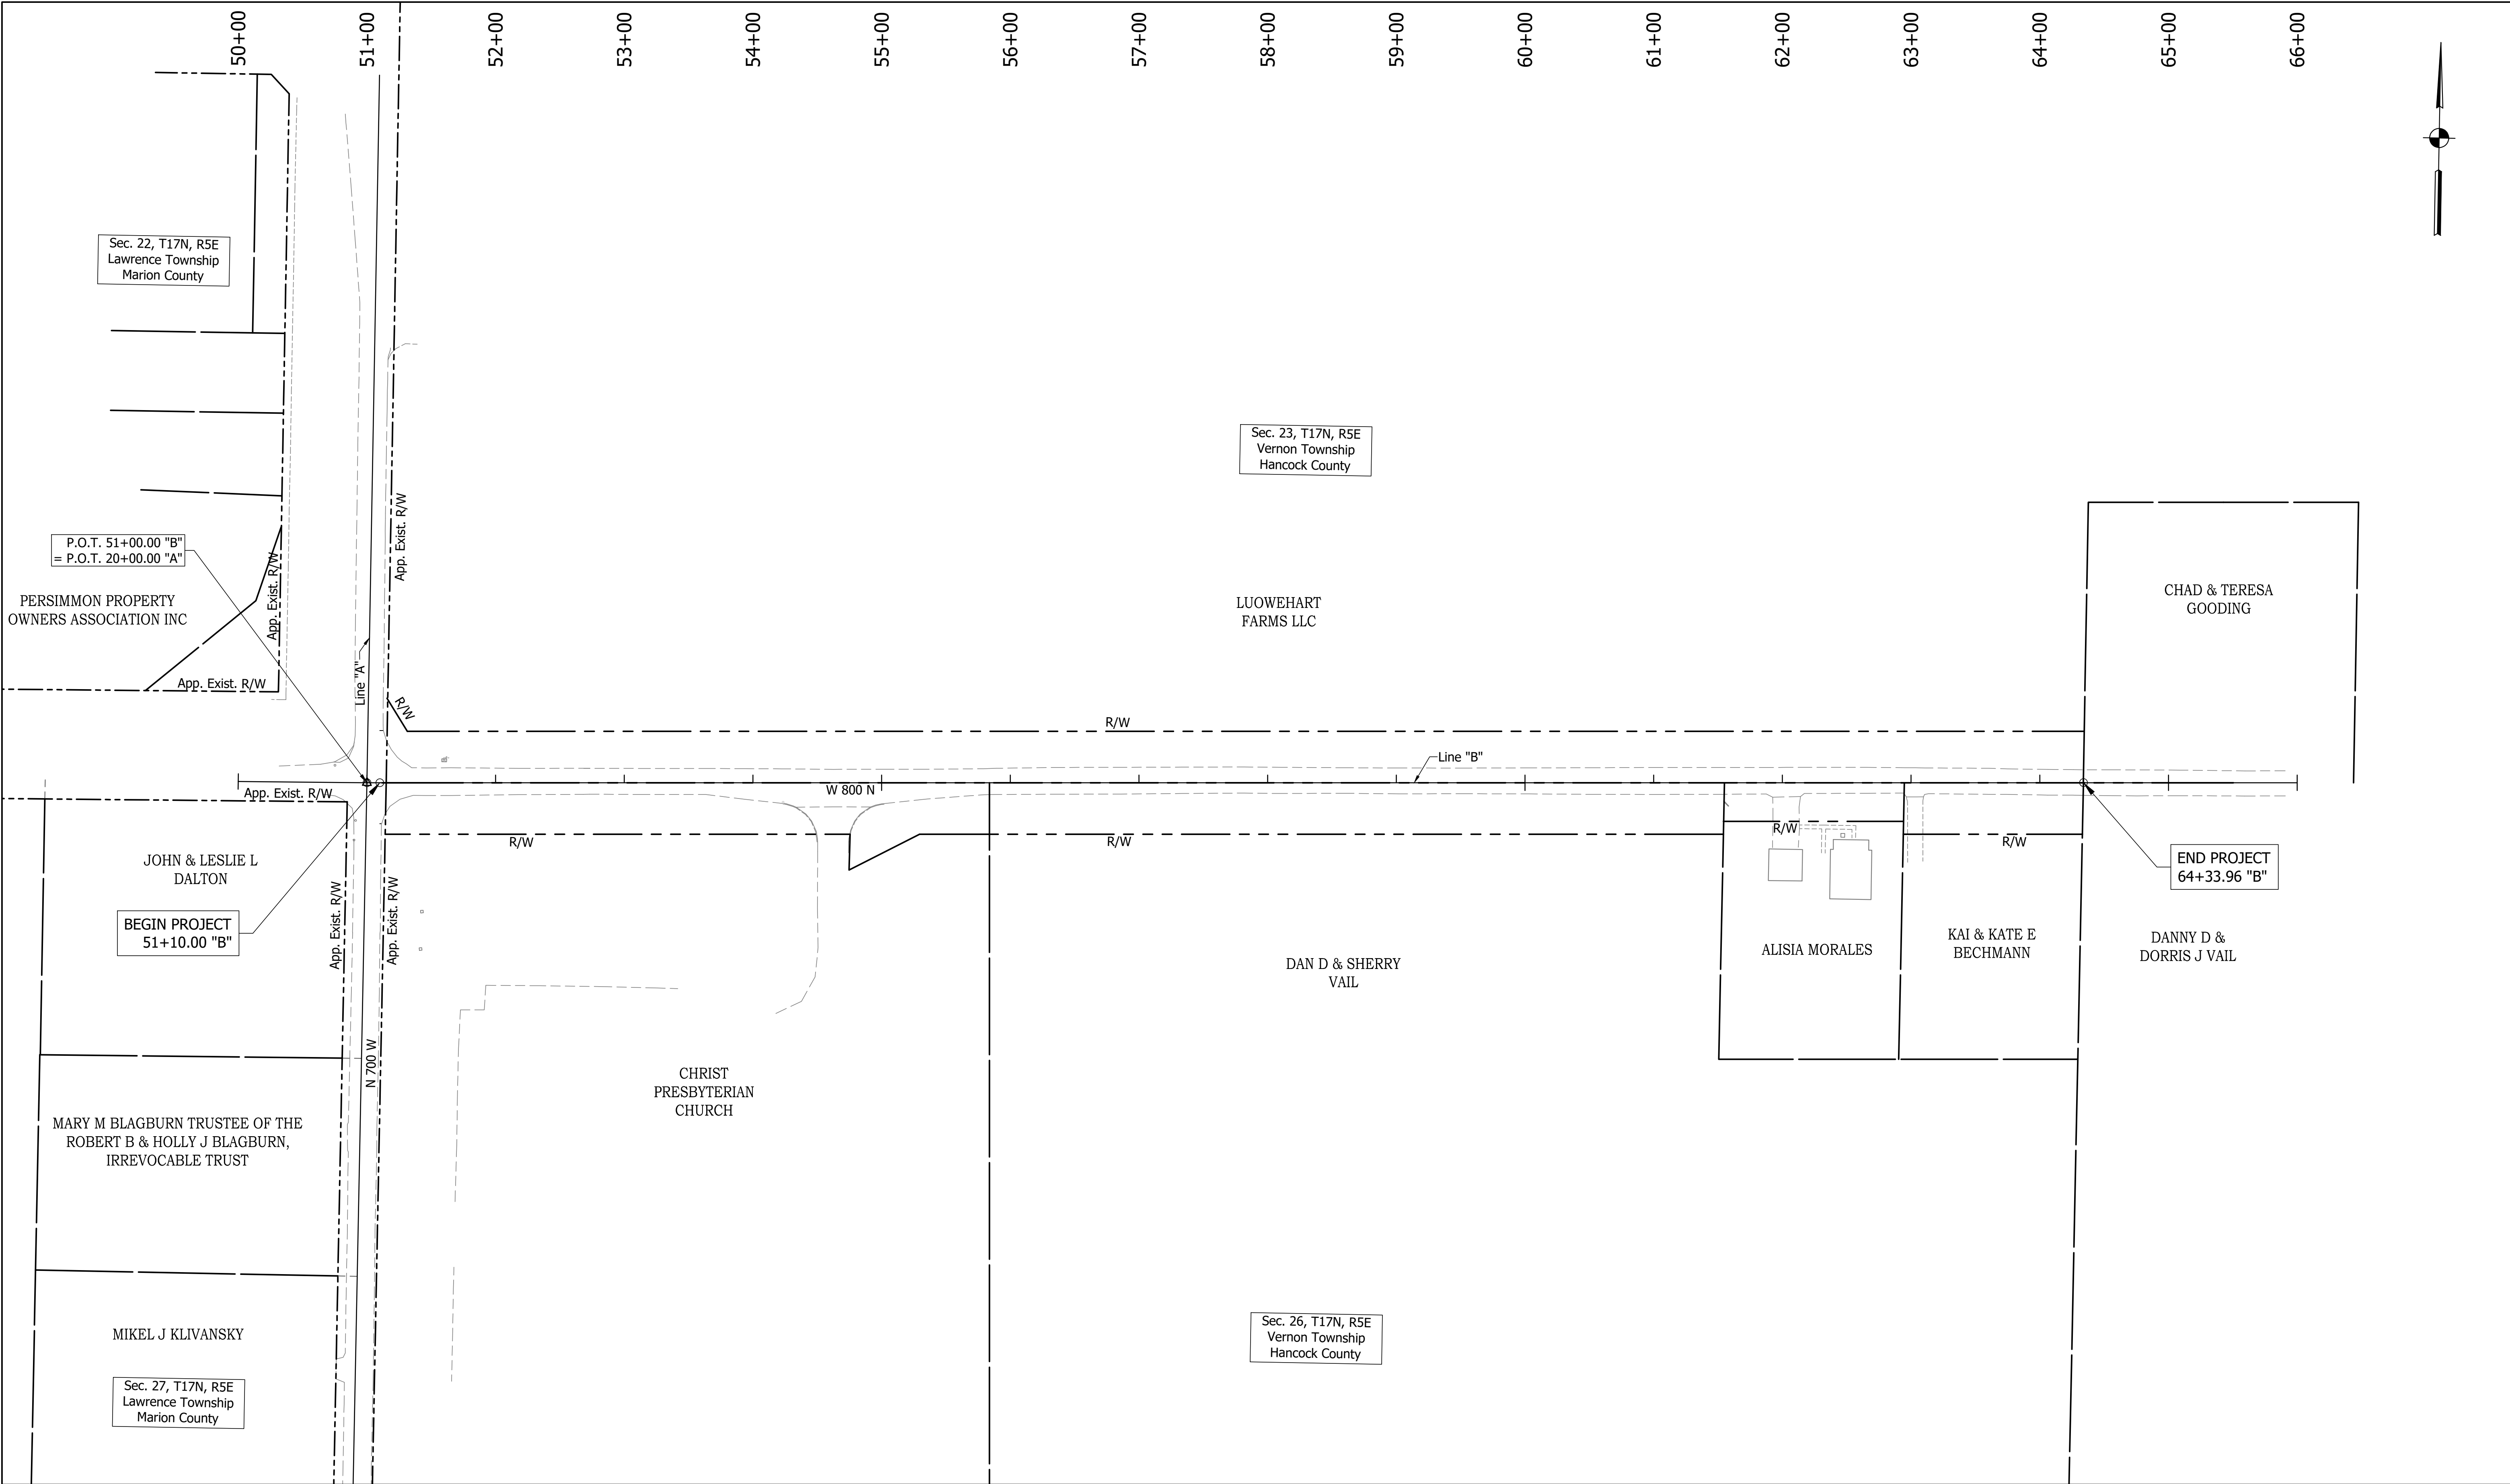 50+00
51+00
52+00
53+00
54+00
55+00
56+00
57+00
58+00
59+00
60+00
61+00
62+00
63+00
64+00
65+00
66+00
Sec. 22, T17N, R5E
Lawrence Township
Marion County
Sec. 23, T17N, R5E
Vernon Township
Hancock County
P.O.T. 51+00.00 "B"
= P.O.T. 20+00.00 "A"
PERSIMMON PROPERTY
OWNERS ASSOCIATION INC
App. Exist. R/W
App. Exist. R/W
App. Exist. R/W
Line "A"
R/W
LUOWEHART
FARMS LLC
CHAD & TERESA
GOODING
R/W
Line "B"
App. Exist. R/W
W 800 N
R/W
R/W
R/W
R/W
JOHN & LESLIE L
DALTON
BEGIN PROJECT
51+10.00 "B"
App. Exist. R/W
App. Exist. R/W
END PROJECT
64+33.96 "B"
DAN D & SHERRY
VAIL
ALISIA MORALES
KAI & KATE E
BECHMANN
DANNY D &
DORRIS J VAIL
N 700 W
CHRIST
PRESBYTERIAN
CHURCH
MARY M BLAGBURN TRUSTEE OF THE
ROBERT B & HOLLY J BLAGBURN,
IRREVOCABLE TRUST
MIKEL J KLIVANSKY
Sec. 27, T17N, R5E
Lawrence Township
Marion County
Sec. 26, T17N, R5E
Vernon Township
Hancock County